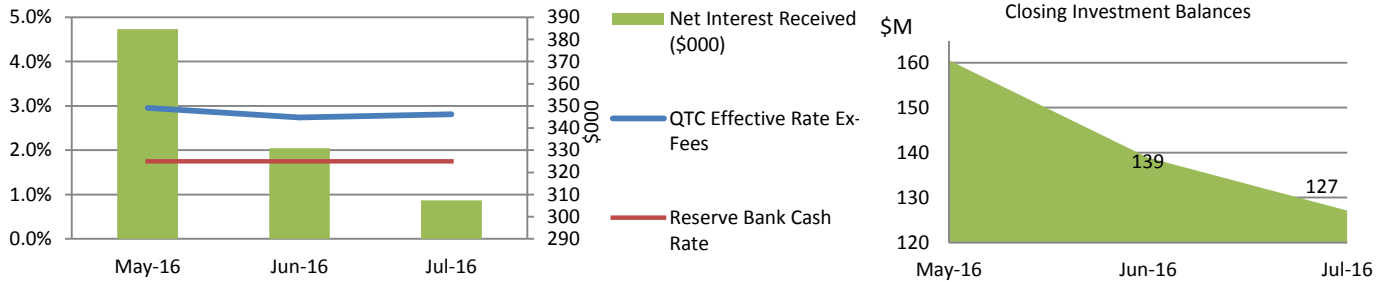 5.0%
4.0%
3.0%
2.0%
1.0%
0.0%
May-16
Jun-16
Jul-16
390
380
370
360
350
340
330
320
310
300
290
$000
Net Interest Received
($000)
QTC Effective Rate Ex-
Fees
Reserve Bank Cash
Rate
Closing Investment Balances
$M
160
150
140
130
120
139
127
May-16
Jun-16
Jul-16